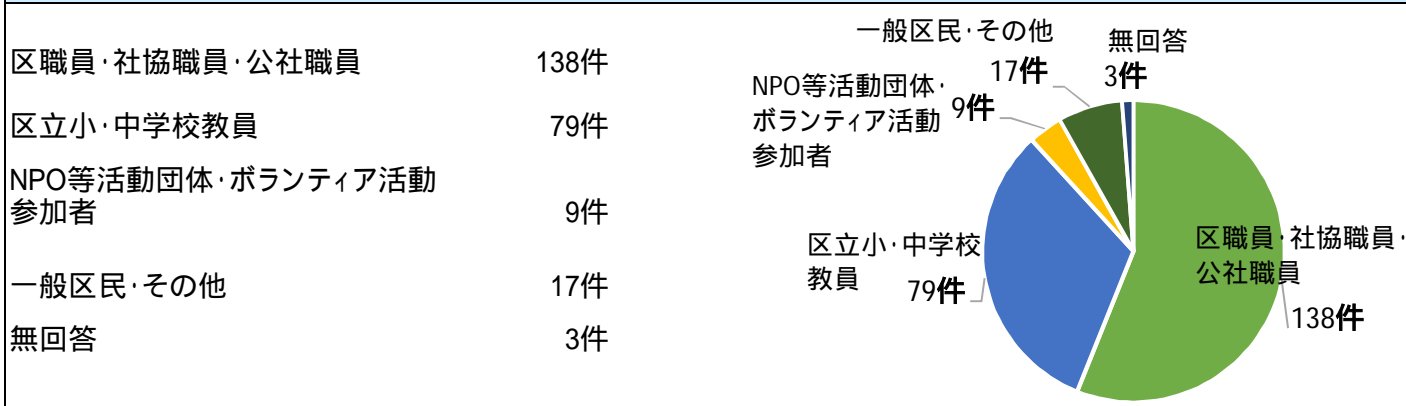 区職員･社協職員･公社職員 138件
区立小･中学校教員 79件
NPO等活動団体･ボランティア活動
参加者 9件
一般区民･その他 17件
無回答 3件
一般区民･その他
17件
無回答
3件
NPO等活動団体･
ボランティア活動
参加者
9件
区立小･中学校
教員
79件
区職員･社協職員･
公社職員
138件